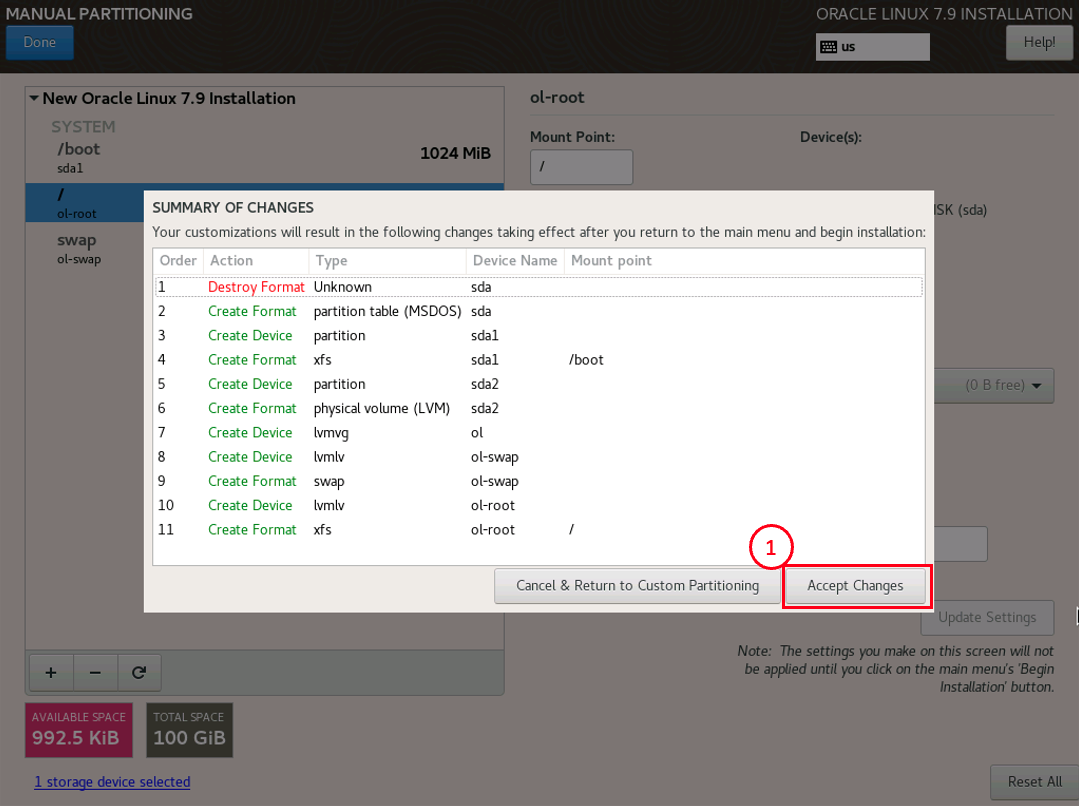 MANUAL PARTITIONING
ORACLE LINUX 7.9 INSTALLATION
Done
us
Help!
New Oracle Linux 7.9 Installation
SYSTEM
/boot
1024 MiB
sda1
/
ol-root
swap
ol-swap
ol-root
Mount Point:
Device(s):
/
ISK (sda)
(0 B free)
SUMMARY OF CHANGES
Your customizations will result in the following changes taking effect after you return to the main menu and begin installation:
Order Action Type Device Name Mount point
1 Destroy Format Unknown sda
2 Create Format partition table (MSDOS) sda
3 Create Device partition sda1
4 Create Format xfs sda1 /boot
5 Create Device partition sda2
6 Create Format physical volume (LVM) sda2
7 Create Device lvmvg ol
8 Create Device lvmlv ol-swap
9 Create Format swap ol-swap
10 Create Device lvmlv ol-root
11 Create Format xfs ol-root /
1
Cancel & Return to Custom Partitioning
Accept Changes
Update Settings
Note: The settings you make on this screen will not
be applied until you click on the main menu's 'Begin
Installation' button.
+ −
AVAILABLE SPACE
992.5 KiB
TOTAL SPACE
100 GiB
1 storage device selected
Reset All